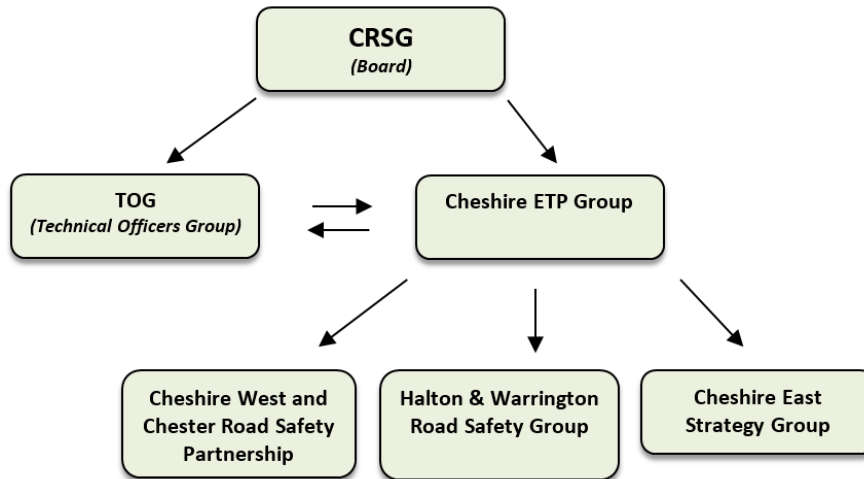 CRSG
(Board)
TOG
(Technical Officers Group)
Cheshire ETP Group
Cheshire West and
Chester Road Safety
Partnership
Halton & Warrington
Road Safety Group
Cheshire East
Strategy Group